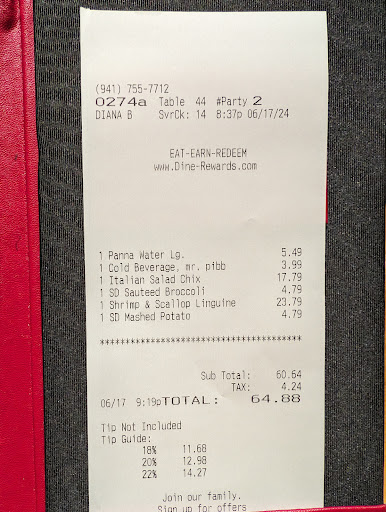 (941) 755-7712
0274a Table 44 #Party 2
DIANA B SvrCk: 14 8:37p 06/17/24
EAT-EARN-REDEEM
www.Dine-Rewards.com
1 Panna Water Lg. 5.49
1 Cold Beverage, mr. pibb 3.99
1 Italian Salad Chix 17.79
1 SD Sauteed Broccoli 4.79
1 Shrimp & Scallop Linguine 23.79
1 SD Mashed Potato 4.79
****************************************
Sub Total: 60.64
TAX: 4.24
06/17 9:19p TOTAL: 64.88
Tip Not Included
Tip Guide:
18% 11.68
20% 12.98
22% 14.27
Join our family.
Sign up for offers